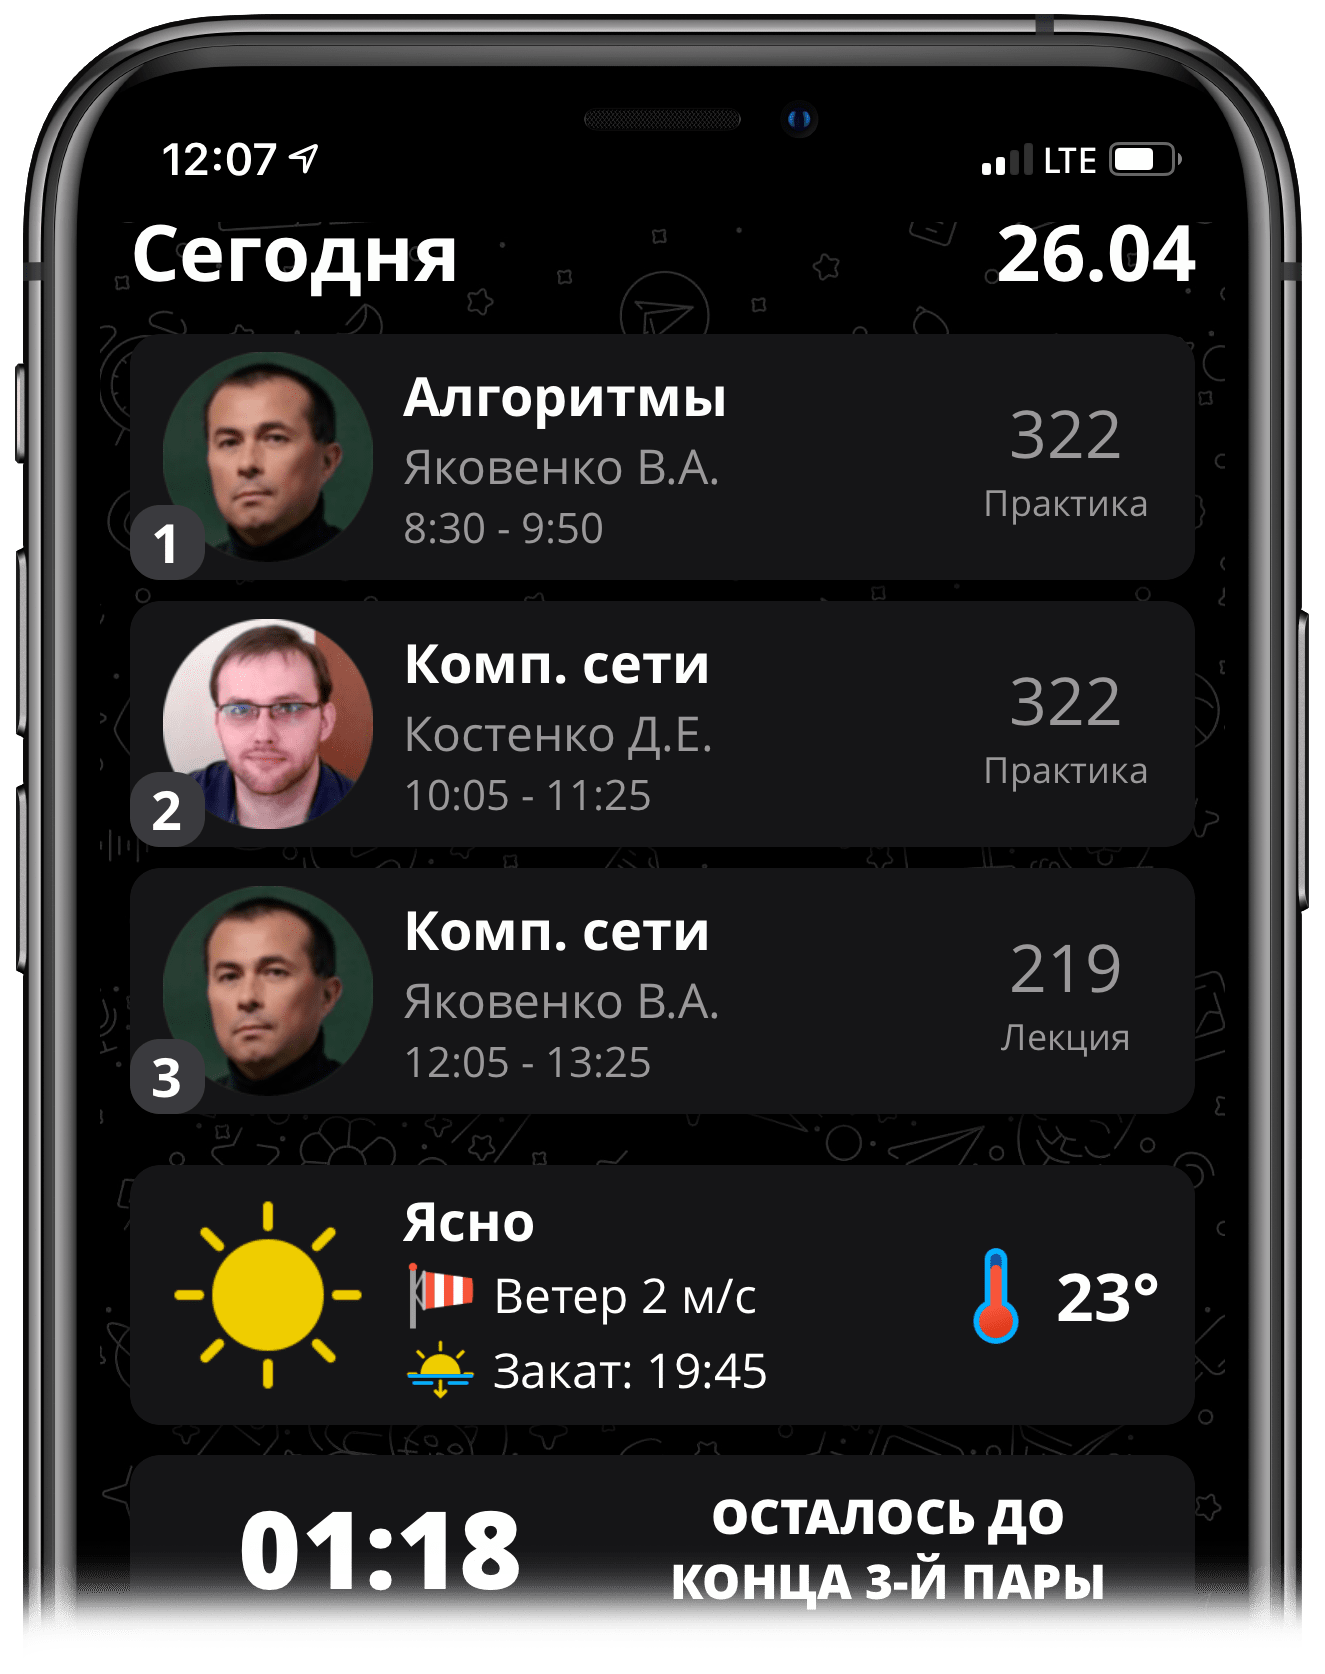 12:07 LTE
Сегодня 26.04
Алгоритмы
Яковенко В.А.
8:30 - 9:50
322
Практика
1
Комп. сети
Костенко Д.Е.
10:05 - 11:25
322
Практика
2
Комп. сети
Яковенко В.А.
12:05 - 13:25
219
Лекция
3
Ясно
Ветер 2 м/с
Закат: 19:45
23°
01:18
ОСТАЛОСЬ ДО
КОНЦА 3-Й ПАРЫ